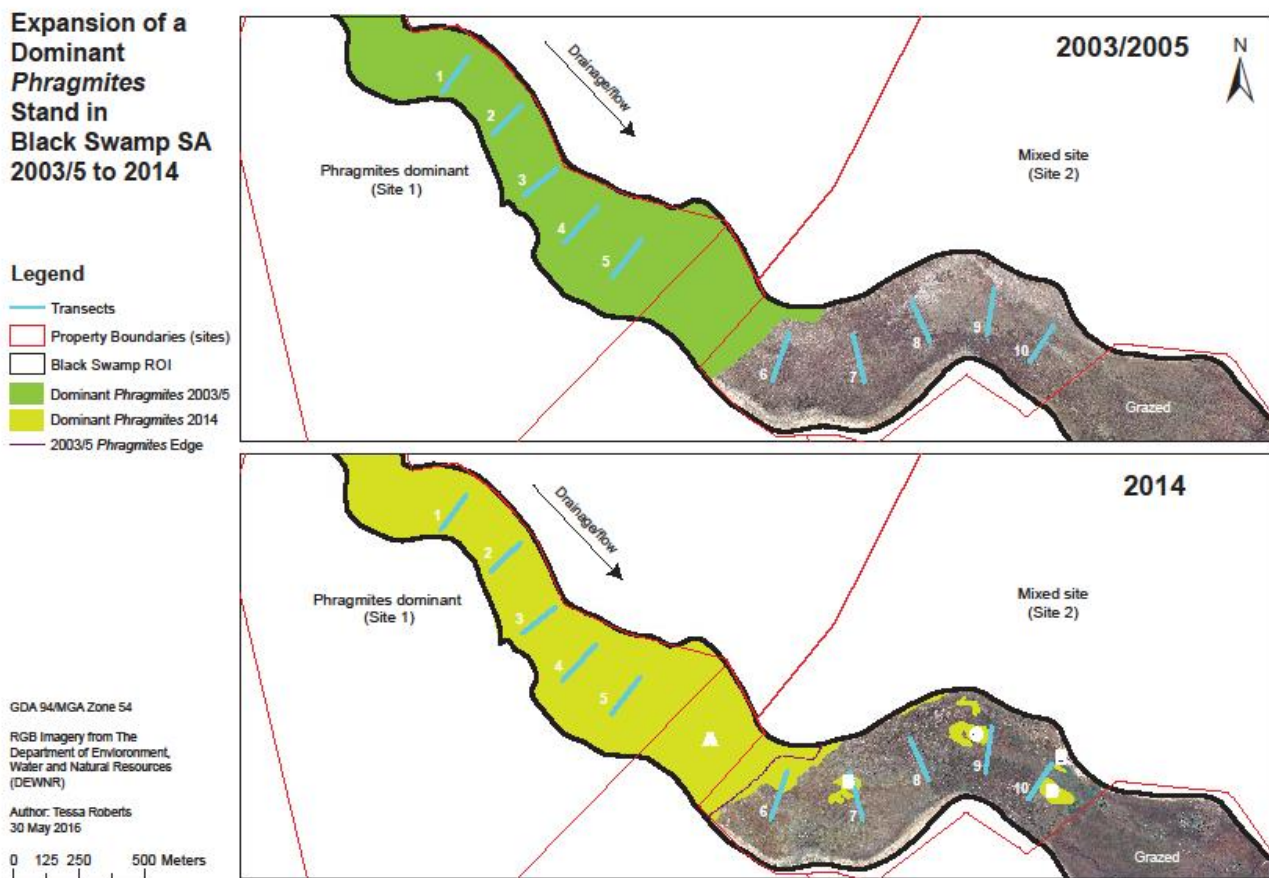 Expansion of a
Dominant
Phragmites
Stand in
Black Swamp SA
2003/5 to 2014
Legend
Transects
Property Boundaries (sites)
Black Swamp ROI
Dominant Phragmites 2003/5
Dominant Phragmites 2014
2003/5 Phragmites Edge
GDA 94/MGA Zone 54
RGB Imagery from The
Department of Envioronment,
Water and Natural Resources
(DEWNR)
Author: Tessa Roberts
30 May 2016
0 125 250 500 Meters
2003/2005
N
Drainage/flow
Phragmites dominant
(Site 1)
Mixed site
(Site 2)
1
2
3
4
5
6
7
8
9
10
Grazed
2014
Drainage/flow
Phragmites dominant
(Site 1)
Mixed site
(Site 2)
1
2
3
4
5
A
6
7
8
9
10
Grazed